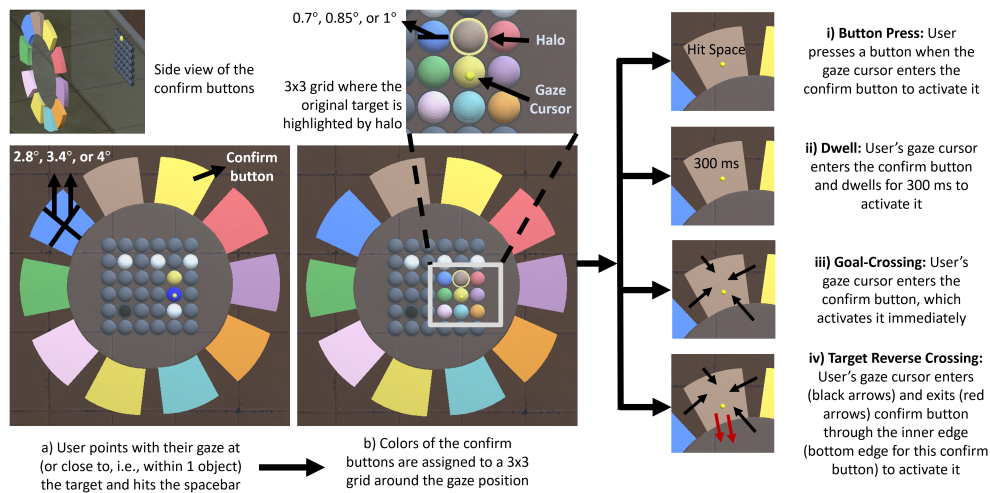 Side view of the
confirm buttons
0.7°, 0.85°, or 1°
Halo
3x3 grid where the
original target is
highlighted by halo
Gaze
Cursor
2.8°, 3.4°, or 4°
Confirm
button
a) User points with their gaze at
(or close to, i.e., within 1 object)
the target and hits the spacebar
b) Colors of the confirm
buttons are assigned to a 3x3
grid around the gaze position
Hit Space
i) Button Press: User
presses a button when the
gaze cursor enters the
confirm button to activate it
300 ms
ii) Dwell: User's gaze cursor
enters the confirm button
and dwells for 300 ms to
activate it
iii) Goal-Crossing: User's
gaze cursor enters the
confirm button, which
activates it immediately
iv) Target Reverse Crossing:
User's gaze cursor enters
(black arrows) and exits (red
arrows) confirm button
through the inner edge
(bottom edge for this confirm
button) to activate it